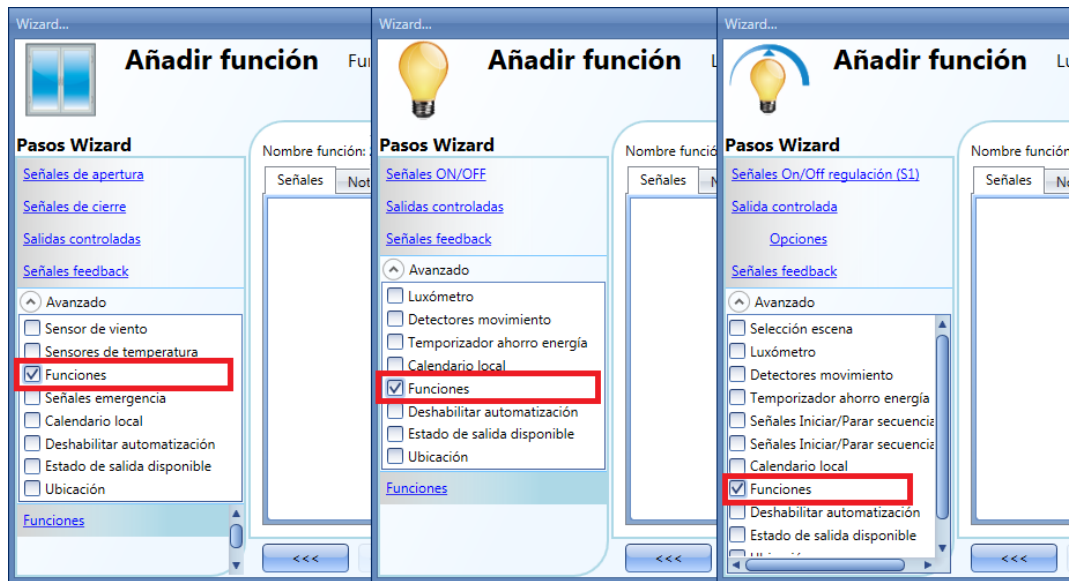 Wizard...
Añadir función
Pasos Wizard
Nombre función:
Señales de apertura
Señales
Señales de cierre
Salidas controladas
Señales feedback
Avanzado
Sensor de viento
Sensores de temperatura
Funciones
Señales emergencia
Calendario local
Deshabilitar automatización
Estado de salida disponible
Ubicación
Funciones
<<<
Wizard...
Añadir función
Pasos Wizard
Señales ON/OFF
Señales
Salidas controladas
Señales feedback
Avanzado
Luxómetro
Detectores movimiento
Temporizador ahorro energía
Calendario local
Funciones
Deshabilitar automatización
Estado de salida disponible
Ubicación
Funciones
<<<
Wizard...
Añadir función
Pasos Wizard
Nombre función
Señales On/Off regulación (S1)
Señales
Salida controlada
Opciones
Señales feedback
Avanzado
Selección escena
Luxómetro
Detectores movimiento
Temporizador ahorro energía
Señales Iniciar/Parar secuencia
Señales Iniciar/Parar secuencia
Calendario local
Funciones
Deshabilitar automatización
Estado de salida disponible
<<<